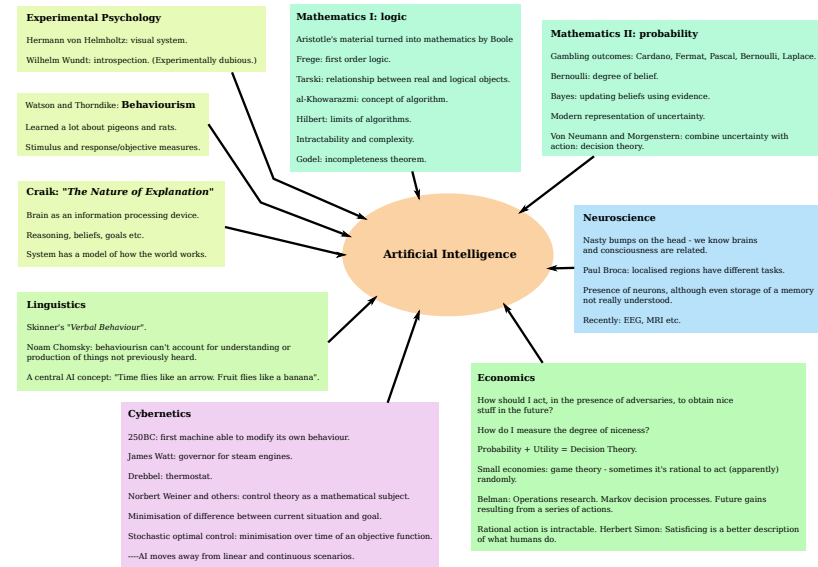 Experimental Psychology
Hermann von Helmholtz: visual system.
Wilhelm Wundt: introspection. (Experimentally dubious.)
Watson and Thorndike: Behaviourism
Learned a lot about pigeons and rats.
Stimulus and response/objective measures.
Craik: "The Nature of Explanation"
Brain as an information processing device.
Reasoning, beliefs, goals etc.
System has a model of how the world works.
Linguistics
Skinner's "Verbal Behaviour".
Noam Chomsky: behaviourisn can't account for understanding or
production of things not previously heard.
A central AI concept: "Time flies like an arrow. Fruit flies like a banana".
Cybernetics
250BC: first machine able to modify its own behaviour.
James Watt: governor for steam engines.
Drebbel: thermostat.
Norbert Weiner and others: control theory as a mathematical subject.
Minimisation of difference between current situation and goal.
Stochastic optimal control: minimisation over time of an objective function.
----AI moves away from linear and continuous scenarios.
Mathematics I: logic
Aristotle's material turned into mathematics by Boole
Frege: first order logic.
Tarski: relationship between real and logical objects.
al-Khowarazmi: concept of algorithm.
Hilbert: limits of algorithms.
Intractability and complexity.
Godel: incompleteness theorem.
Artificial Intelligence
Mathematics II: probability
Gambling outcomes: Cardano, Fermat, Pascal, Bernoulli, Laplace.
Bernoulli: degree of belief.
Bayes: updating beliefs using evidence.
Modern representation of uncertainty.
Von Neumann and Morgenstern: combine uncertainty with
action: decision theory.
Neuroscience
Nasty bumps on the head - we know brains
and consciousness are related.
Paul Broca: localised regions have different tasks.
Presence of neurons, although even storage of a memory
not really understood.
Recently: EEG, MRI etc.
Economics
How should I act, in the presence of adversaries, to obtain nice
stuff in the future?
How do I measure the degree of niceness?
Probability + Utility = Decision Theory.
Small economies: game theory - sometimes it's rational to act (apparently)
randomly.
Belman: Operations research. Markov decision processes. Future gains
resulting from a series of actions.
Rational action is intractable. Herbert Simon: Satisficing is a better description
of what humans do.